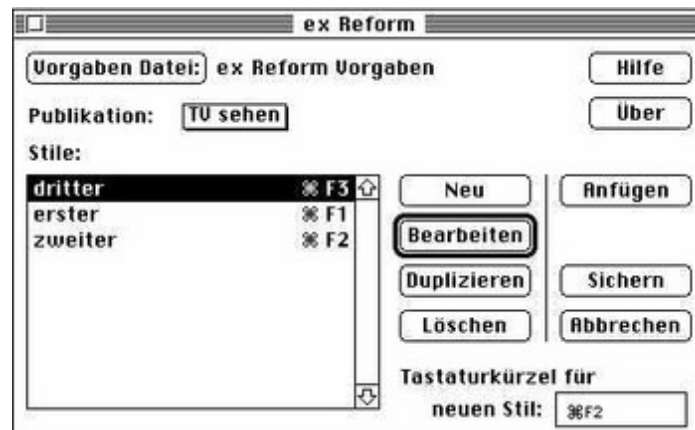 ex Reform
Vorgaben Datei: ex Reform Vorgaben
Hilfe
Publikation: TV sehen
Über
Stile:
dritter ⌘ F3
erster ⌘ F1
zweiter ⌘ F2
Neu
Bearbeiten
Duplizieren
Löschen
Anfügen
Sichern
Abbrechen
Tastaturkürzel für
neuen Stil: ⌘F2